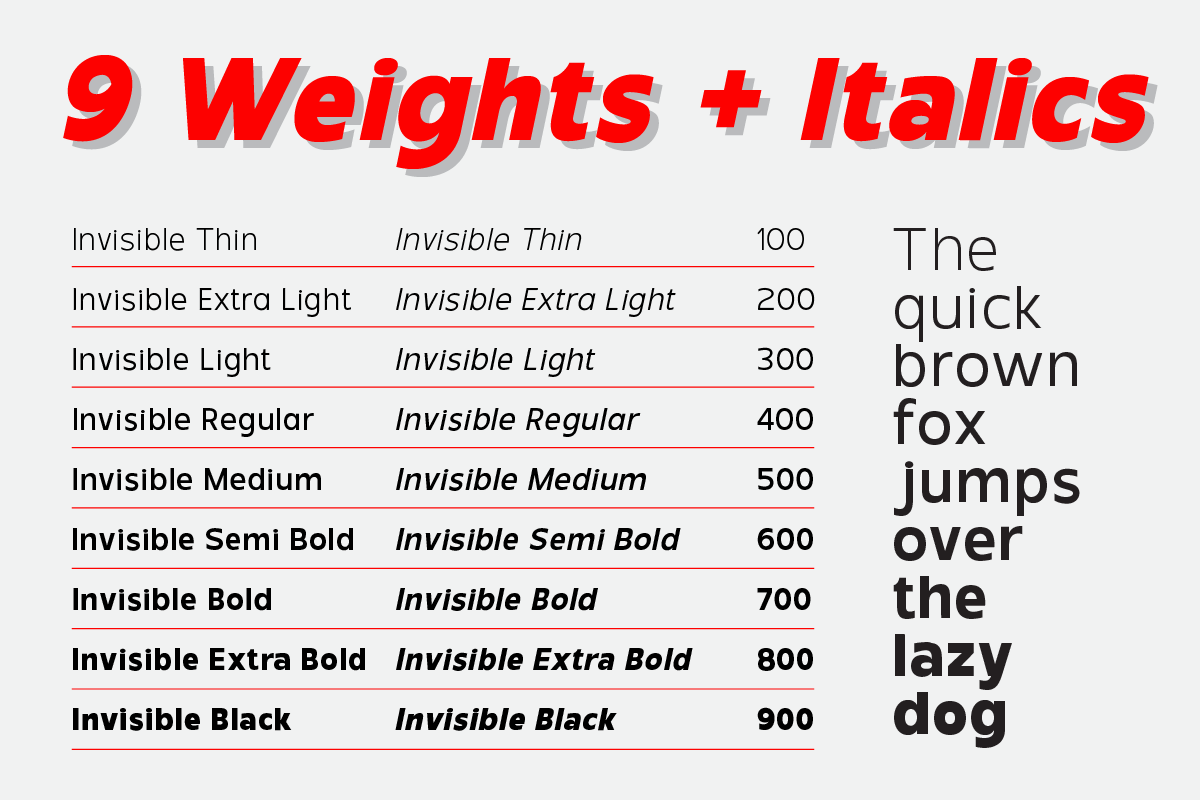 9 Weights + Italics
Invisible Thin Invisible Thin 100
Invisible Extra Light Invisible Extra Light 200
Invisible Light Invisible Light 300
Invisible Regular Invisible Regular 400
Invisible Medium Invisible Medium 500
Invisible Semi Bold Invisible Semi Bold 600
Invisible Bold Invisible Bold 700
Invisible Extra Bold Invisible Extra Bold 800
Invisible Black Invisible Black 900
The
quick
brown
fox
jumps
over
the
lazy
dog